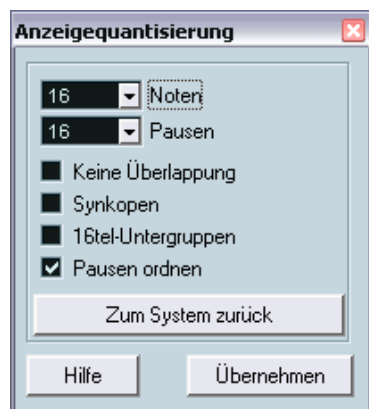 Anzeigequantisierung
16 Noten
16 Pausen
Keine Überlappung
Synkopen
16tel-Untergruppen
Pausen ordnen
Zum System zurück
Hilfe Übernehmen